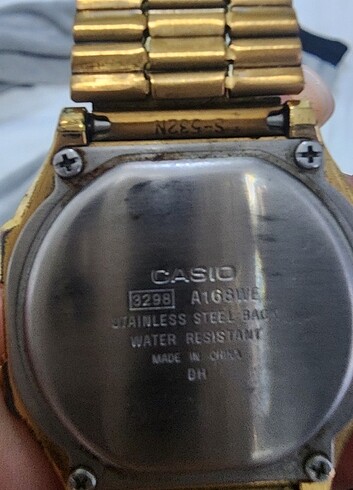 S-532N
CASIO
3298 A168WE
STAINLESS STEEL BACK
WATER RESISTANT
MADE IN CHINA
DH